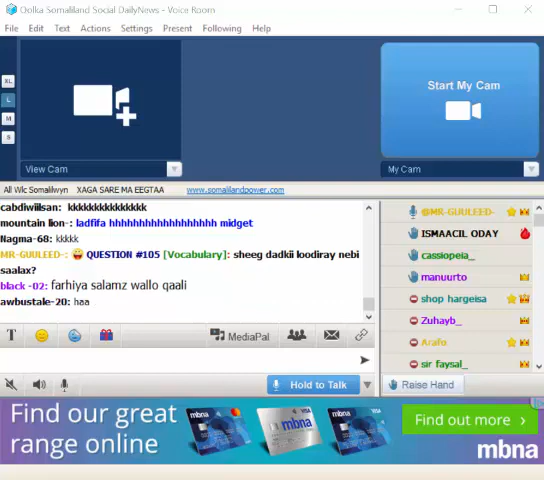 Oolka Somaliland Social DailyNews - Voice Room
File Edit Text Actions Settings Present Following Help
XL
L
M
S
View Cam
Start My Cam
My Cam
All Wlc Somalilwyn XAGA SARE MA EEGTAA www.somalilandpower.com
cabdiwiilsan: kkkkkkkkkkkkkkk
mountain lion-: ladfifa hhhhhhhhhhhhhhhhhh midget
Nagma-68: kkkkk
MR-GUULEED-: QUESTION #105 [Vocabulary]: sheeg dadkii loodiray nebi
saalax?
black -02: farhiya salamz wallo qaali
awbustale-20: haa
@MR-GUULEED-
ISMAACIL ODAY
cassiopeia_
manuurto
shop hargeisa
Zuhayb_
Arafo
sir faysal_
T
MediaPal
Hold to Talk
Raise Hand
Find our great
range online
mbna
Find out more >
mbna